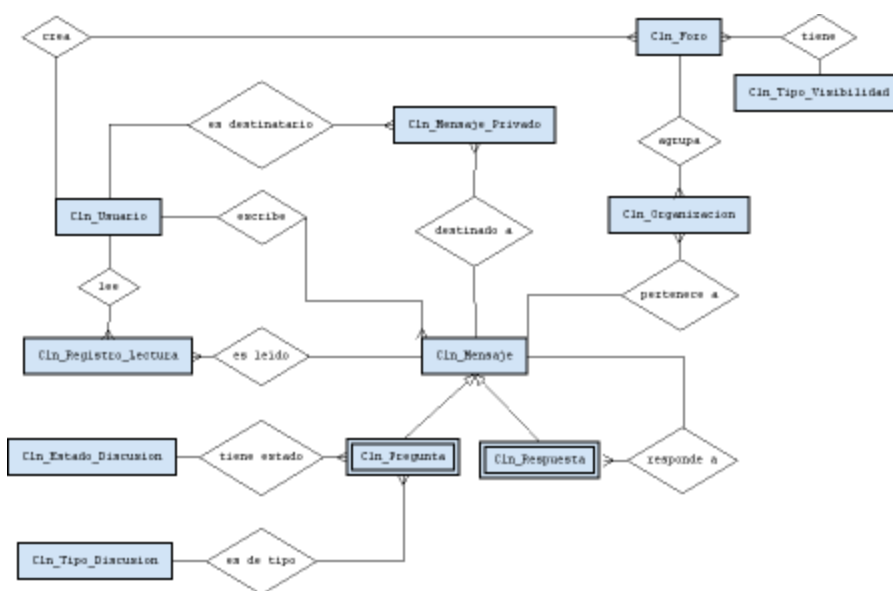 crea
Cln_Foro
tiene
Cln_Tipo_Visibilidad
es destinatario
Cln_Mensaje_Privado
agrupa
Cln_Usuario
escribe
destinado a
Cln_Organizacion
lee
pertenece a
Cln_Registro_Lectura
es leido
Cln_Mensaje
Cln_Estado_Discusion
tiene estado
Cln_Pregunta
Cln_Respuesta
responde a
Cln_Tipo_Discusion
es de tipo